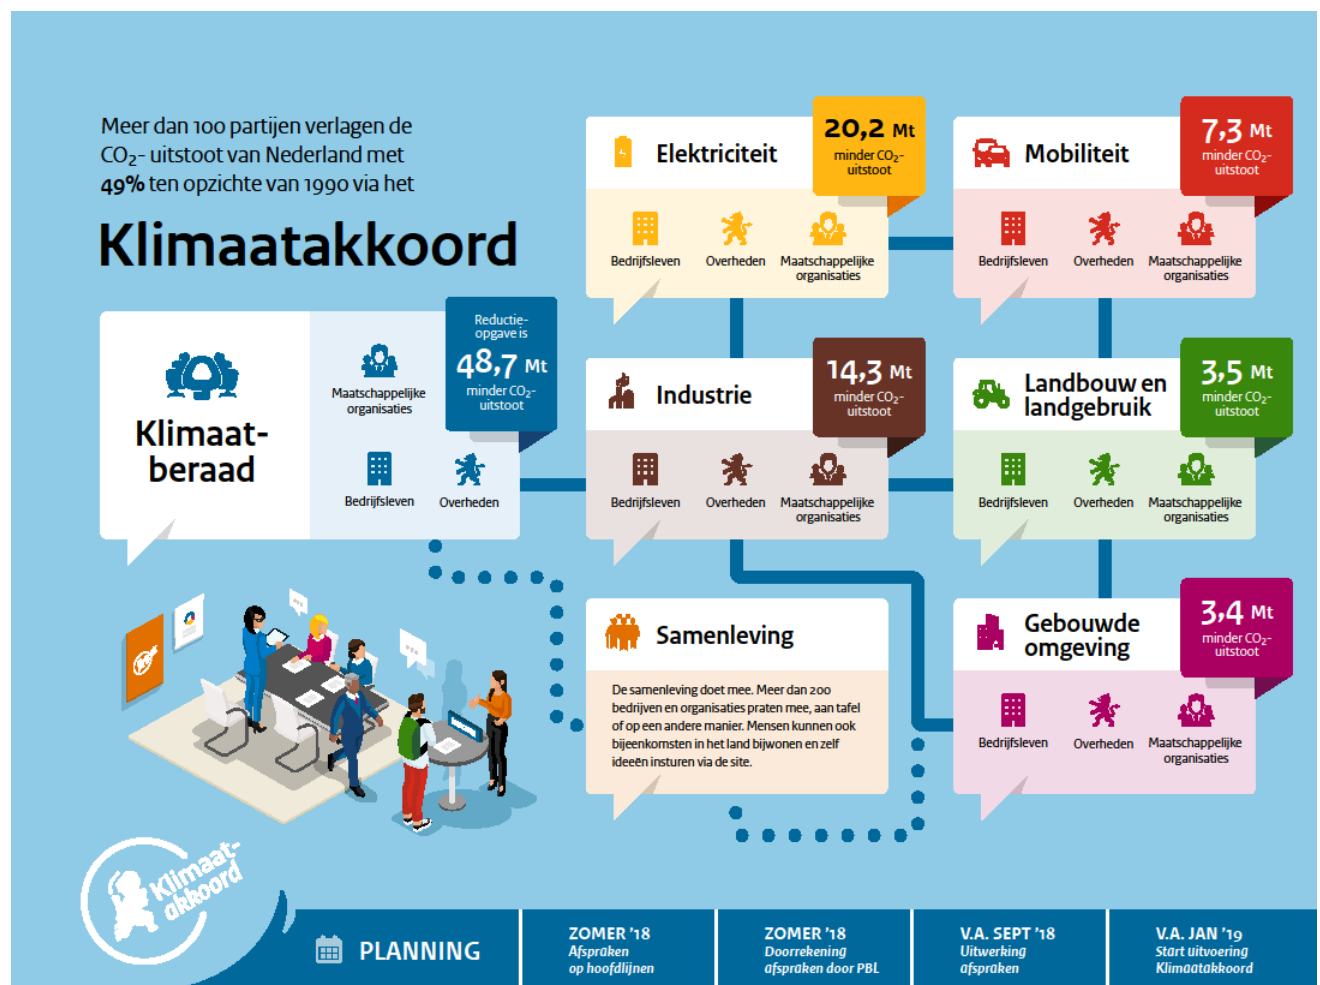 Meer dan 100 partijen verlagen de
CO₂- uitstoot van Nederland met
49% ten opzichte van 1990 via het
Klimaatakkoord
Klimaat-
beraad
Maatschappelijke
organisaties
Bedrijfsleven
Overheden
Reductie-
opgave is
48,7 Mt
minder CO₂-
uitstoot
Elektriciteit
20,2 Mt
minder CO₂-
uitstoot
Bedrijfsleven
Overheden
Maatschappelijke
organisaties
Mobiliteit
7,3 Mt
minder CO₂-
uitstoot
Bedrijfsleven
Overheden
Maatschappelijke
organisaties
Industrie
14,3 Mt
minder CO₂-
uitstoot
Bedrijfsleven
Overheden
Maatschappelijke
organisaties
Landbouw en
landgebruik
3,5 Mt
minder CO₂-
uitstoot
Bedrijfsleven
Overheden
Maatschappelijke
organisaties
Samenleving
De samenleving doet mee. Meer dan 200
bedrijven en organisaties praten mee, aan tafel
of op een andere manier. Mensen kunnen ook
bijeenkomsten in het land bijwonen en zelf
ideeën insturen via de site.
Gebouwde
omgeving
3,4 Mt
minder CO₂-
uitstoot
Bedrijfsleven
Overheden
Maatschappelijke
organisaties
Klimaat-
akkoord
PLANNING
ZOMER '18
Afspraken
op hoofdlijnen
ZOMER '18
Doorrekening
afspraken door PBL
V.A. SEPT '18
Uitwerking
afspraken
V.A. JAN '19
Start uitvoering
Klimaatakkoord